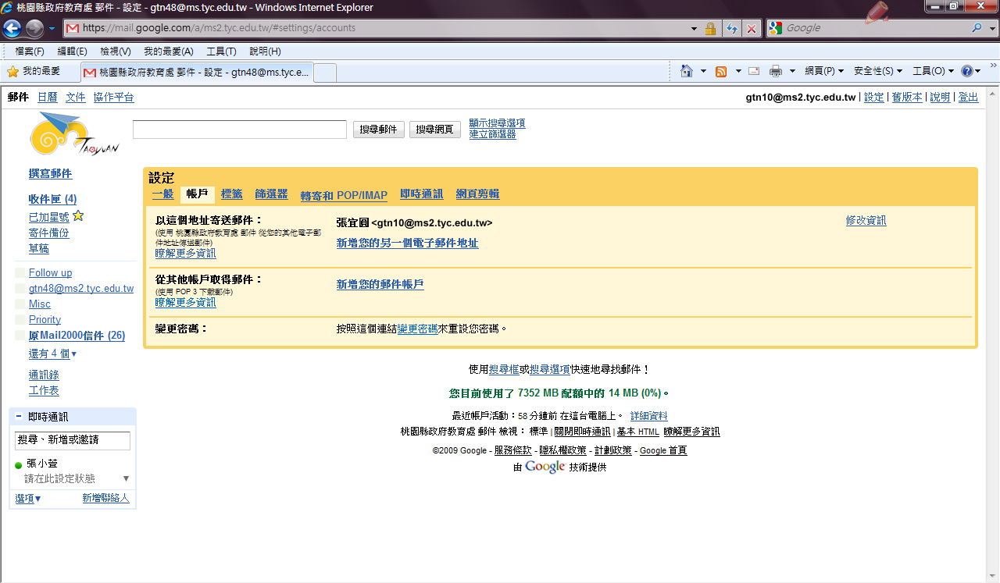 桃園縣政府教育處 郵件 - 設定 - gtn48@ms.tyc.edu.tw - Windows Internet Explorer
https://mail.google.com/a/ms2.tyc.edu.tw/#settings/accounts
Google
檔案(F) 編輯(E) 檢視(V) 我的最愛(A) 工具(T) 說明(H)
我的最愛 桃園縣政府教育處 郵件 - 設定 - gtn48@ms.tyc.e... 網頁(P) 安全性(S) 工具(O)
郵件 日曆 文件 協作平台 gtn10@ms2.tyc.edu.tw | 設定 | 舊版本 | 說明 | 登出
TAOYUAN
搜尋郵件 搜尋網頁 顯示搜尋選項
建立篩選器
撰寫郵件
收件匣 (4)
已加星號
寄件備份
草稿
Follow up
gtn48@ms2.tyc.edu.tw
Misc
Priority
原Mail2000信件 (26)
還有 4 個▼
通訊錄
工作表
− 即時通訊
搜尋、新增或邀請
張小萱
請在此設定狀態 ▼
選項▼ 新增聯絡人
設定
一般 帳戶 標籤 篩選器 轉寄和 POP/IMAP 即時通訊 網頁剪輯
以這個地址寄送郵件： 張宜圓 <gtn10@ms2.tyc.edu.tw> 修改資訊
(使用 桃園縣政府教育處 郵件 從您的其他電子郵
件地址傳送郵件) 新增您的另一個電子郵件地址
瞭解更多資訊
從其他帳戶取得郵件： 新增您的郵件帳戶
(使用 POP 3 下載郵件)
瞭解更多資訊
變更密碼： 按照這個連結變更密碼來重設您密碼。
使用搜尋框或搜尋選項快速地尋找郵件！
您目前使用了 7352 MB 配額中的 14 MB (0%)。
最近帳戶活動：58 分鐘前 在這台電腦上。 詳細資料
桃園縣政府教育處 郵件 檢視： 標準 | 關閉即時通訊 | 基本 HTML 瞭解更多資訊
©2009 Google - 服務條款 - 隱私權政策 - 計劃政策 - Google 首頁
由 Google 技術提供